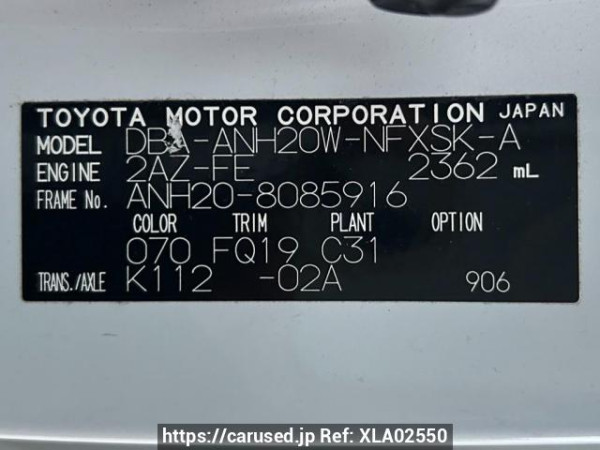 TOYOTA MOTOR CORPORATION JAPAN
MODEL DBA-ANH20W-NFXSK-A
ENGINE 2AZ-FE 2362 mL
FRAME No. ANH20-8085916
COLOR TRIM PLANT OPTION
070 FQ19 C31
TRANS./AXLE K112 -02A 906
https://carused.jp Ref: XLA02550